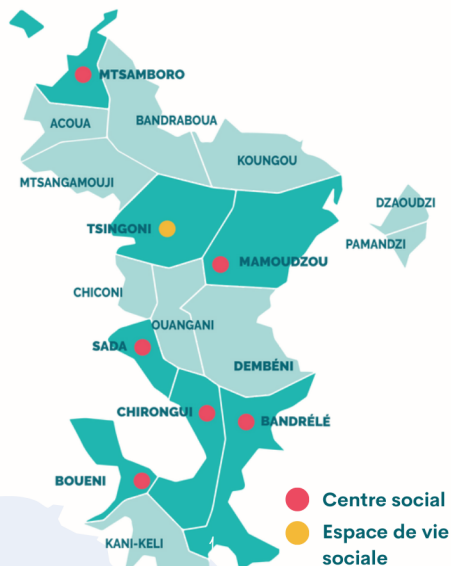 MTSAMBORO
ACOUA
BANDRABOUA
KOUNGOU
MTSANGAMOUJI
DZAOUDZI
TSINGONI
PAMANDZI
MAMOUDZOU
CHICONI
OUANGANI
SADA
DEMBÉNI
CHIRONGUI
BANDRÉLÉ
BOUENI
Centre social
Espace de vie
sociale
KANI-KELI